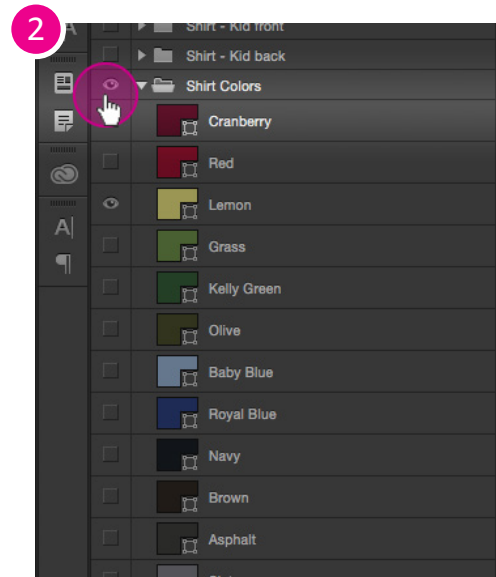 2
Shirt - Kid front
Shirt - Kid back
Shirt Colors
Cranberry
Red
Lemon
Grass
Kelly Green
Olive
Baby Blue
Royal Blue
Navy
Brown
Asphalt